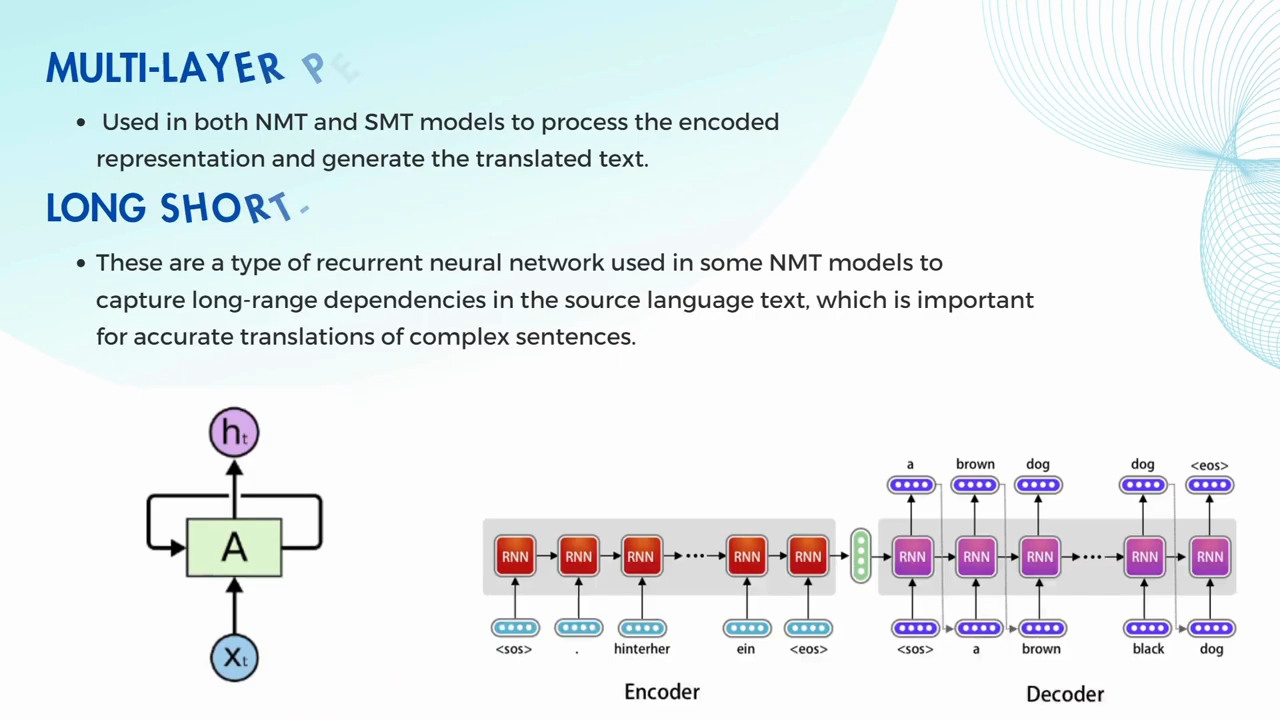 MULTI-LAYER PE
Used in both NMT and SMT models to process the encoded
representation and generate the translated text.
LONG SHORT-
These are a type of recurrent neural network used in some NMT models to
capture long-range dependencies in the source language text, which is important
for accurate translations of complex sentences.
ht
A
xt
a brown dog dog <eos>
RNN RNN RNN RNN RNN RNN RNN RNN RNN RNN
<sos> . hinterher ein <eos> <sos> a brown black dog
Encoder Decoder